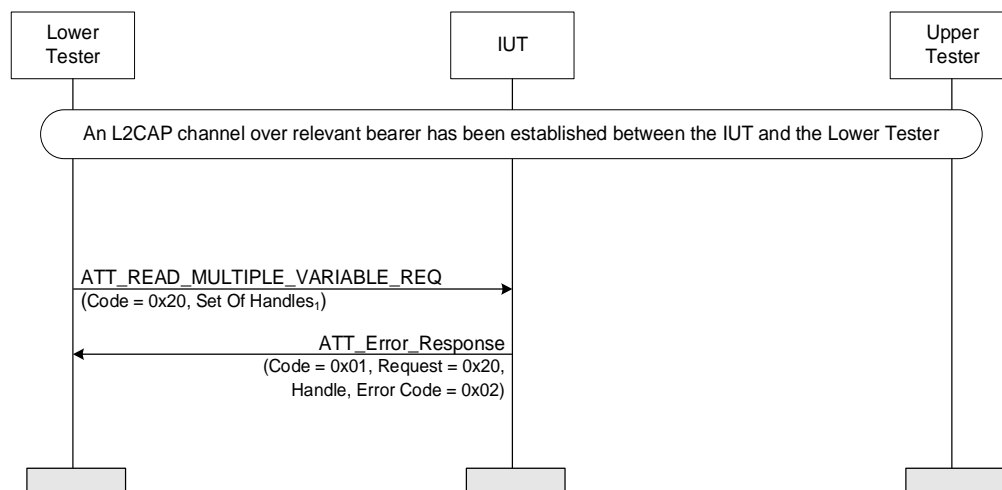 Lower
Tester
IUT
Upper
Tester
An L2CAP channel over relevant bearer has been established between the IUT and the Lower Tester
ATT_READ_MULTIPLE_VARIABLE_REQ
(Code = 0x20, Set Of Handles₁)
ATT_Error_Response
(Code = 0x01, Request = 0x20,
Handle, Error Code = 0x02)